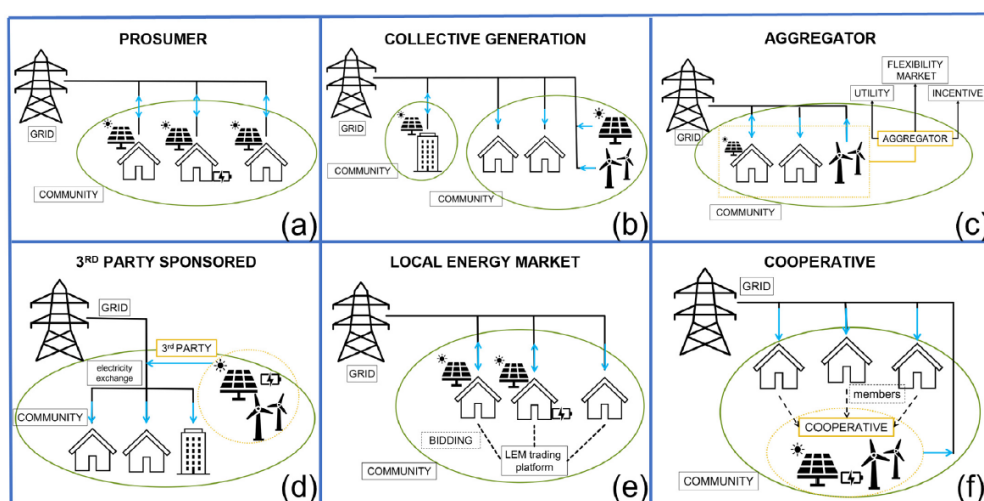 PROSUMER
GRID
COMMUNITY
(a)
COLLECTIVE GENERATION
GRID
COMMUNITY
COMMUNITY
(b)
AGGREGATOR
FLEXIBILITY
MARKET
UTILITY
INCENTIVE
GRID
AGGREGATOR
COMMUNITY
(c)
3RD PARTY SPONSORED
GRID
3rd PARTY
electricity
exchange
COMMUNITY
(d)
LOCAL ENERGY MARKET
GRID
BIDDING
LEM trading
platform
COMMUNITY
(e)
COOPERATIVE
GRID
members
COOPERATIVE
COMMUNITY
(f)